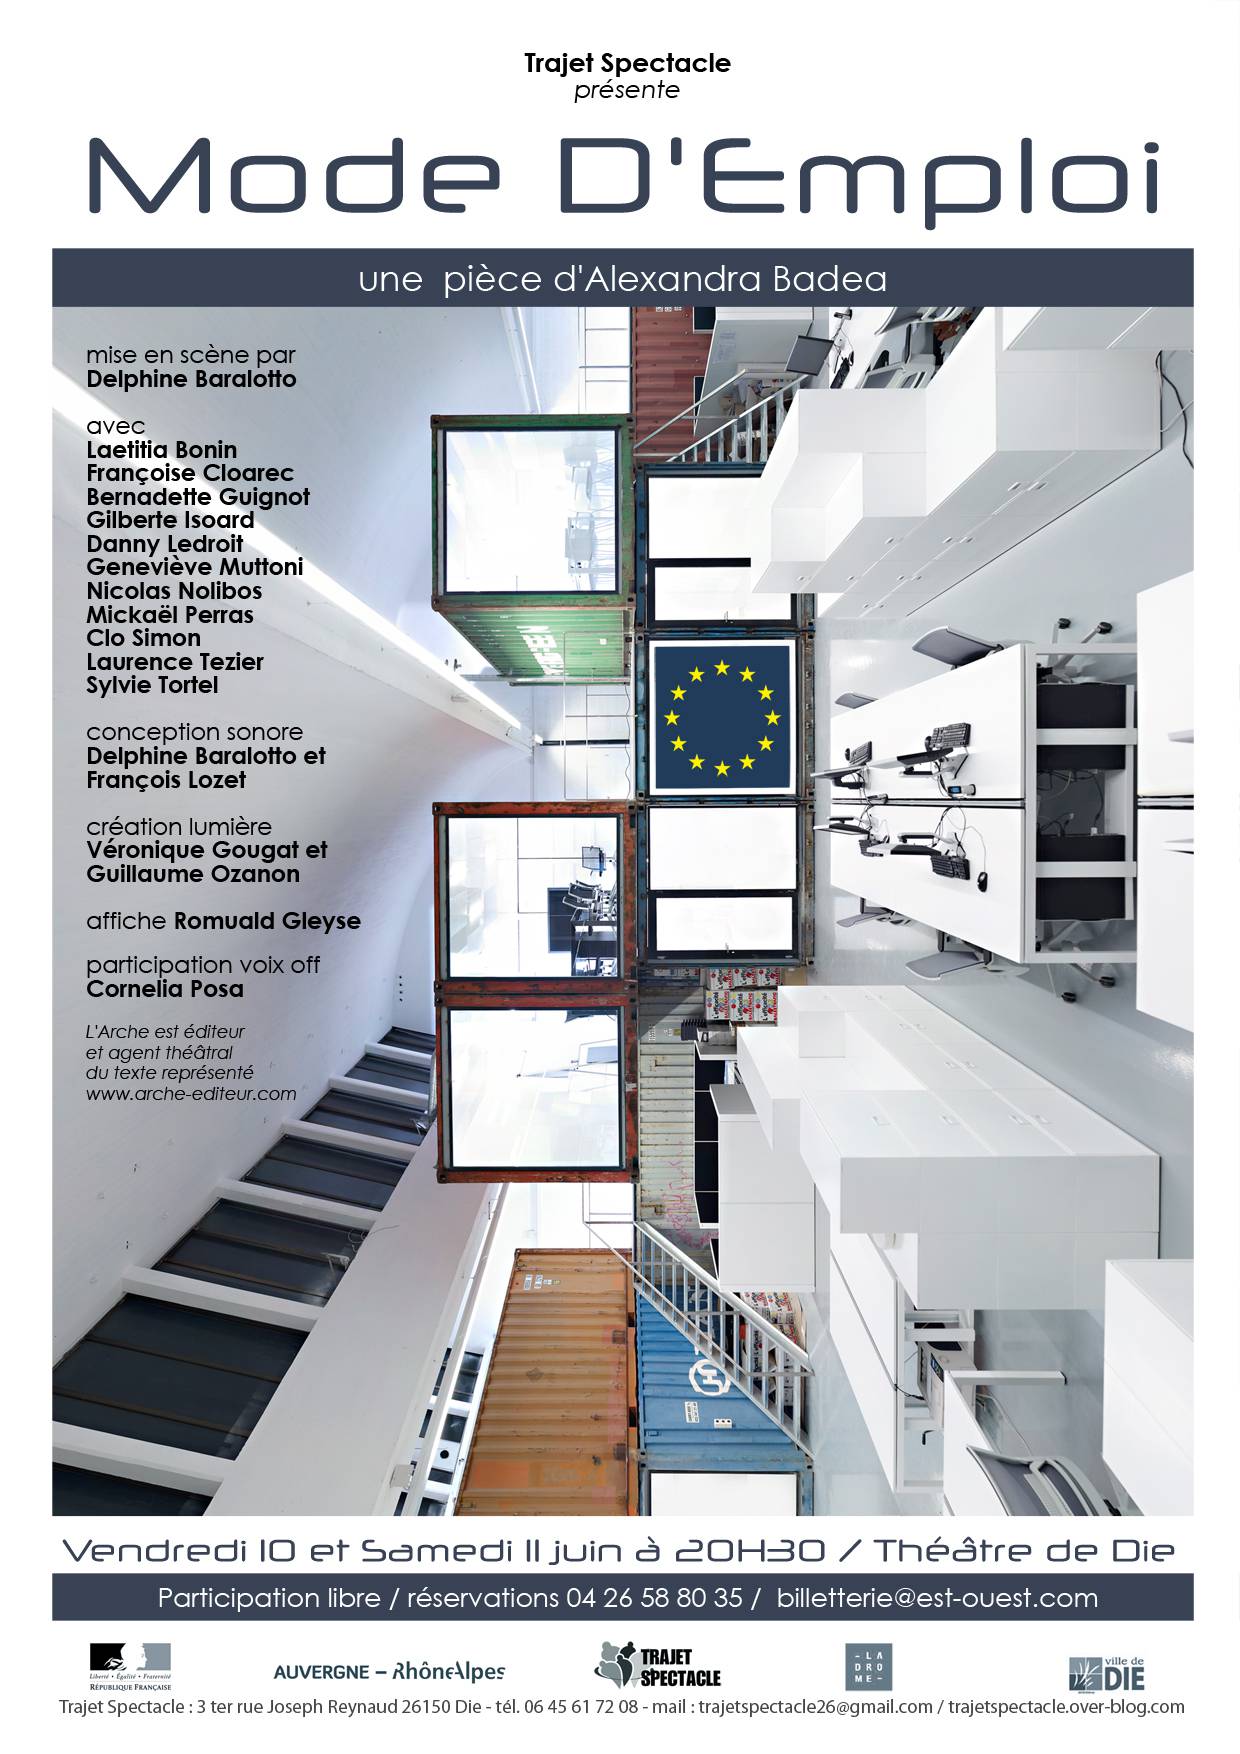 Trajet Spectacle
présente
Mode D'Emploi
une pièce d'Alexandra Badea
mise en scène par
Delphine Baralotto
avec
Laetitia Bonin
Françoise Cloarec
Bernadette Guignot
Gilberte Isoard
Danny Ledroit
Geneviève Muttoni
Nicolas Nolibos
Mickaël Perras
Clo Simon
Laurence Tezier
Sylvie Tortel
conception sonore
Delphine Baralotto et
François Lozet
création lumière
Véronique Gougat et
Guillaume Ozanon
affiche Romuald Gleyse
participation voix off
Cornelia Posa
L'Arche est éditeur
et agent théâtral
du texte représenté
www.arche-editeur.com
Vendredi 10 et Samedi 11 juin à 20H30 / Théâtre de Die
Participation libre / réservations 04 26 58 80 35 / billetterie@est-ouest.com
Liberté • Égalité • Fraternité
RÉPUBLIQUE FRANÇAISE
AUVERGNE – RhôneAlpes
TRAJET
SPECTACLE
- LA
DRO
ME -
ville de
DIE
Trajet Spectacle : 3 ter rue Joseph Reynaud 26150 Die - tél. 06 45 61 72 08 - mail : trajetspectacle26@gmail.com / trajetspectacle.over-blog.com